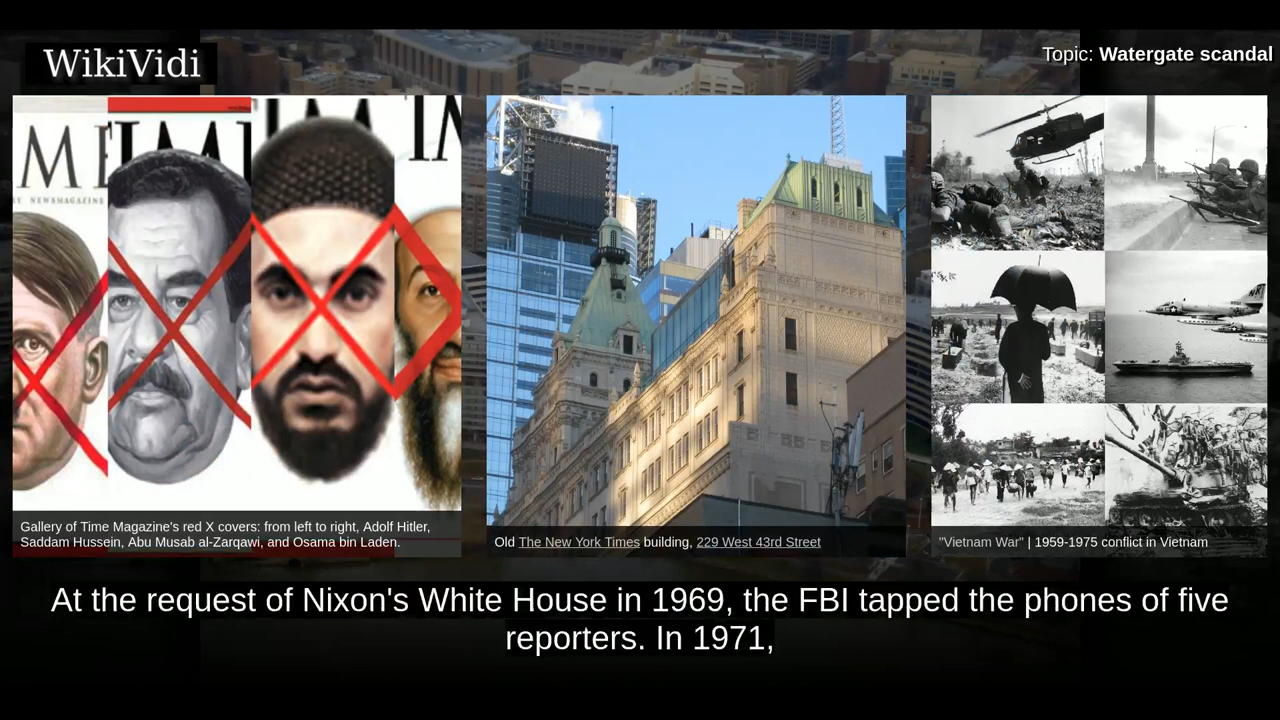 WikiVidi
Topic: Watergate scandal
IME
TIME
Y NEWSMAGAZINE
Gallery of Time Magazine's red X covers: from left to right, Adolf Hitler,
Saddam Hussein, Abu Musab al-Zarqawi, and Osama bin Laden.
Old The New York Times building, 229 West 43rd Street
"Vietnam War" | 1959-1975 conflict in Vietnam
At the request of Nixon's White House in 1969, the FBI tapped the phones of five
reporters. In 1971,